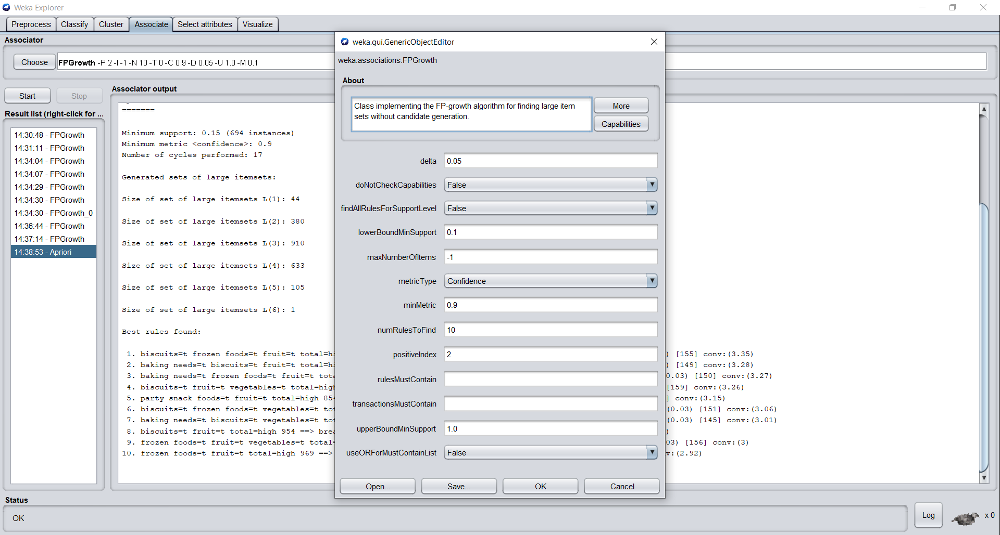 Weka Explorer
Preprocess Classify Cluster Associate Select attributes Visualize
Associator
Choose FPGrowth -P 2 -I -1 -N 10 -T 0 -C 0.9 -D 0.05 -U 1.0 -M 0.1
Start Stop
Result list (right-click for ...
14:30:48 - FPGrowth
14:31:11 - FPGrowth
14:34:04 - FPGrowth
14:34:07 - FPGrowth
14:34:29 - FPGrowth
14:34:30 - FPGrowth
14:34:30 - FPGrowth_0
14:36:44 - FPGrowth
14:37:14 - FPGrowth
14:38:53 - Apriori
Associator output
=======
Minimum support: 0.15 (694 instances)
Minimum metric <confidence>: 0.9
Number of cycles performed: 17
Generated sets of large itemsets:
Size of set of large itemsets L(1): 44
Size of set of large itemsets L(2): 380
Size of set of large itemsets L(3): 910
Size of set of large itemsets L(4): 633
Size of set of large itemsets L(5): 105
Size of set of large itemsets L(6): 1
Best rules found:
1. biscuits=t frozen foods=t fruit=t total=hi ) [155] conv:(3.35)
2. baking needs=t biscuits=t fruit=t total=hi ) [149] conv:(3.28)
3. baking needs=t frozen foods=t fruit=t tota 0.03) [150] conv:(3.27)
4. biscuits=t fruit=t vegetables=t total=high [159] conv:(3.26)
5. party snack foods=t fruit=t total=high 854 ] conv:(3.15)
6. biscuits=t frozen foods=t vegetables=t tot (0.03) [151] conv:(3.06)
7. baking needs=t biscuits=t vegetables=t tot (0.03) [145] conv:(3.01)
8. biscuits=t fruit=t total=high 954 ==> brea )
9. frozen foods=t fruit=t vegetables=t total= 03) [156] conv:(3)
10. frozen foods=t fruit=t total=high 969 ==> v:(2.92)
weka.gui.GenericObjectEditor
weka.associations.FPGrowth
About
Class implementing the FP-growth algorithm for finding large item
sets without candidate generation.
More
Capabilities
delta 0.05
doNotCheckCapabilities False
findAllRulesForSupportLevel False
lowerBoundMinSupport 0.1
maxNumberOfItems -1
metricType Confidence
minMetric 0.9
numRulesToFind 10
positiveIndex 2
rulesMustContain
transactionsMustContain
upperBoundMinSupport 1.0
useORForMustContainList False
Open... Save... OK Cancel
Status
OK
Log x 0